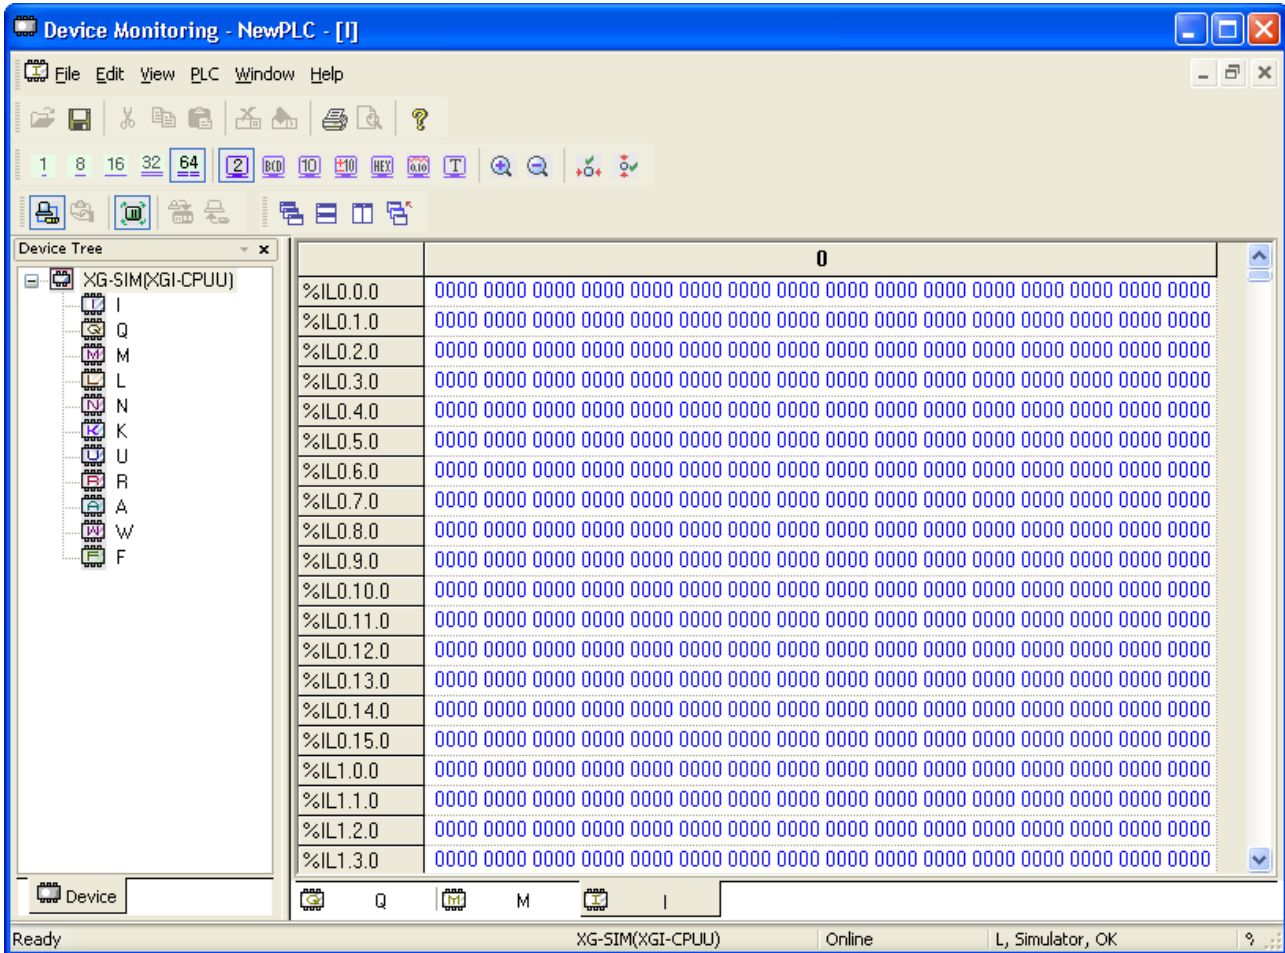 Device Monitoring - NewPLC - [I]
File Edit View PLC Window Help
1 8 16 32 64 2 BCD 10 ±10 HEX 0.10 T
Device Tree
XG-SIM(XGI-CPUU)
I
Q
M
L
N
K
U
R
A
W
F
0
%IL0.0.0 0000 0000 0000 0000 0000 0000 0000 0000 0000 0000 0000 0000 0000 0000 0000 0000
%IL0.1.0 0000 0000 0000 0000 0000 0000 0000 0000 0000 0000 0000 0000 0000 0000 0000 0000
%IL0.2.0 0000 0000 0000 0000 0000 0000 0000 0000 0000 0000 0000 0000 0000 0000 0000 0000
%IL0.3.0 0000 0000 0000 0000 0000 0000 0000 0000 0000 0000 0000 0000 0000 0000 0000 0000
%IL0.4.0 0000 0000 0000 0000 0000 0000 0000 0000 0000 0000 0000 0000 0000 0000 0000 0000
%IL0.5.0 0000 0000 0000 0000 0000 0000 0000 0000 0000 0000 0000 0000 0000 0000 0000 0000
%IL0.6.0 0000 0000 0000 0000 0000 0000 0000 0000 0000 0000 0000 0000 0000 0000 0000 0000
%IL0.7.0 0000 0000 0000 0000 0000 0000 0000 0000 0000 0000 0000 0000 0000 0000 0000 0000
%IL0.8.0 0000 0000 0000 0000 0000 0000 0000 0000 0000 0000 0000 0000 0000 0000 0000 0000
%IL0.9.0 0000 0000 0000 0000 0000 0000 0000 0000 0000 0000 0000 0000 0000 0000 0000 0000
%IL0.10.0 0000 0000 0000 0000 0000 0000 0000 0000 0000 0000 0000 0000 0000 0000 0000 0000
%IL0.11.0 0000 0000 0000 0000 0000 0000 0000 0000 0000 0000 0000 0000 0000 0000 0000 0000
%IL0.12.0 0000 0000 0000 0000 0000 0000 0000 0000 0000 0000 0000 0000 0000 0000 0000 0000
%IL0.13.0 0000 0000 0000 0000 0000 0000 0000 0000 0000 0000 0000 0000 0000 0000 0000 0000
%IL0.14.0 0000 0000 0000 0000 0000 0000 0000 0000 0000 0000 0000 0000 0000 0000 0000 0000
%IL0.15.0 0000 0000 0000 0000 0000 0000 0000 0000 0000 0000 0000 0000 0000 0000 0000 0000
%IL1.0.0 0000 0000 0000 0000 0000 0000 0000 0000 0000 0000 0000 0000 0000 0000 0000 0000
%IL1.1.0 0000 0000 0000 0000 0000 0000 0000 0000 0000 0000 0000 0000 0000 0000 0000 0000
%IL1.2.0 0000 0000 0000 0000 0000 0000 0000 0000 0000 0000 0000 0000 0000 0000 0000 0000
%IL1.3.0 0000 0000 0000 0000 0000 0000 0000 0000 0000 0000 0000 0000 0000 0000 0000 0000
Device
Q M I
Ready XG-SIM(XGI-CPUU) Online L, Simulator, OK